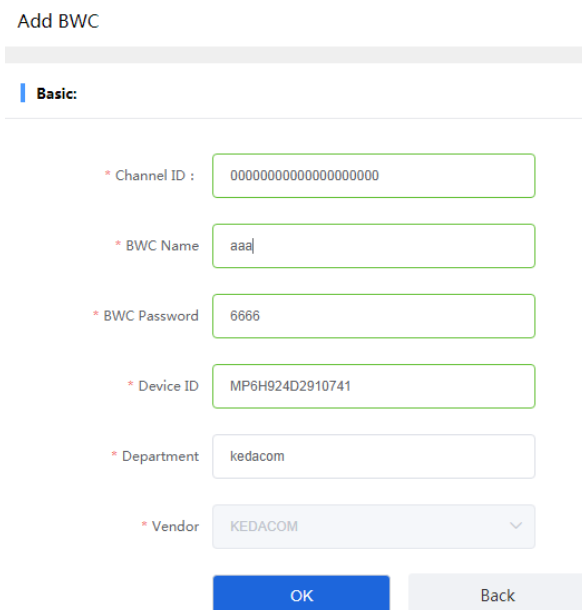 Add BWC
Basic:
* Channel ID : 00000000000000000000
* BWC Name aaa
* BWC Password 6666
* Device ID MP6H924D2910741
* Department kedacom
* Vendor KEDACOM
OK Back